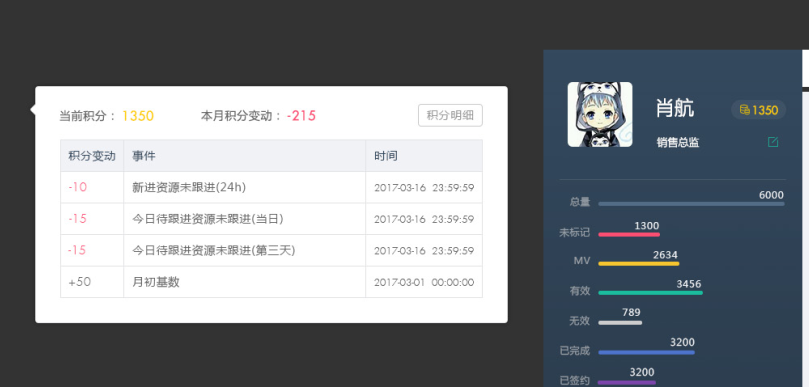 当前积分： 1350 本月积分变动： -215 积分明细
积分变动 事件 时间
-10 新进资源未跟进(24h) 2017-03-16 23:59:59
-15 今日待跟进资源未跟进(当日) 2017-03-16 23:59:59
-15 今日待跟进资源未跟进(第三天) 2017-03-16 23:59:59
+50 月初基数 2017-03-01 00:00:00
肖航 1350
销售总监
总量 6000
未标记 1300
MV 2634
有效 3456
无效 789
已完成 3200
已签约 3200